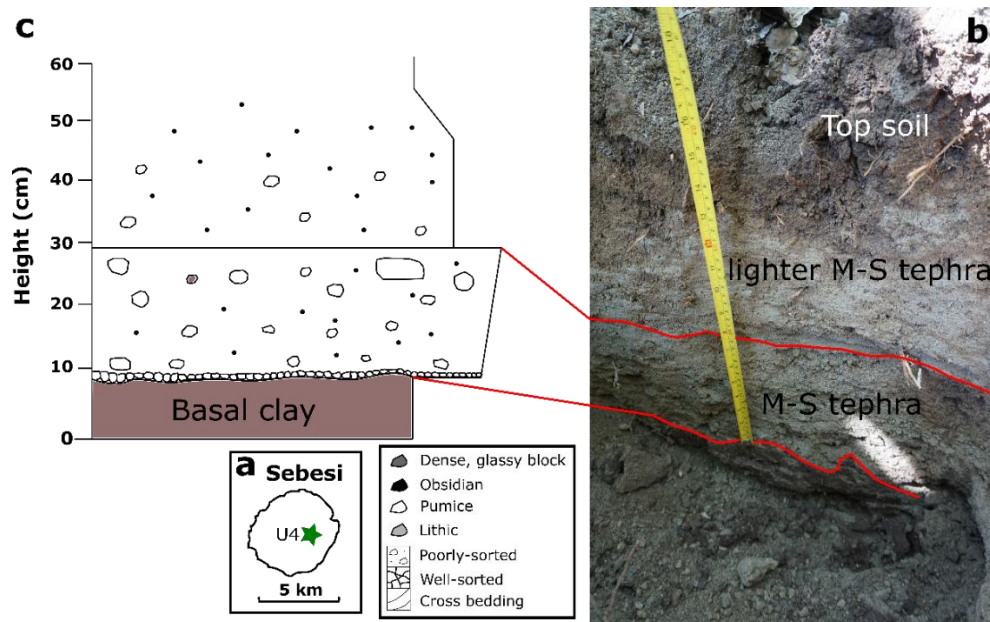 c
60
50
40
30
20
10
0
Height (cm)
Basal clay
a
Sebesi
U4
5 km
Dense, glassy block
Obsidian
Pumice
Lithic
Poorly-sorted
Well-sorted
Cross bedding
b
Top soil
lighter M-S tephra
M-S tephra